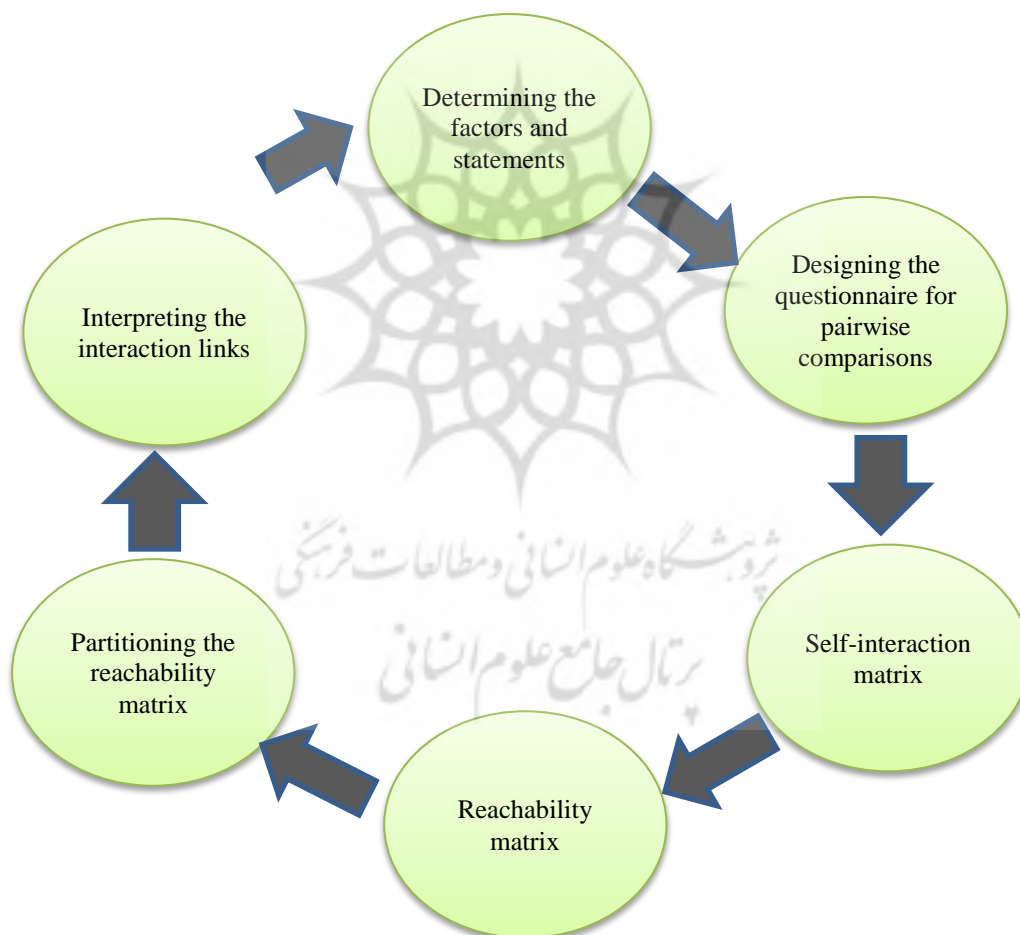 Determining the
factors and
statements
Designing the
questionnaire for
pairwise
comparisons
Self-interaction
matrix
Reachability
matrix
Partitioning the
reachability
matrix
Interpreting the
interaction links
پژوهشگاه علوم انسانی و مطالعات فرهنگی
پرتال جامع علوم انسانی